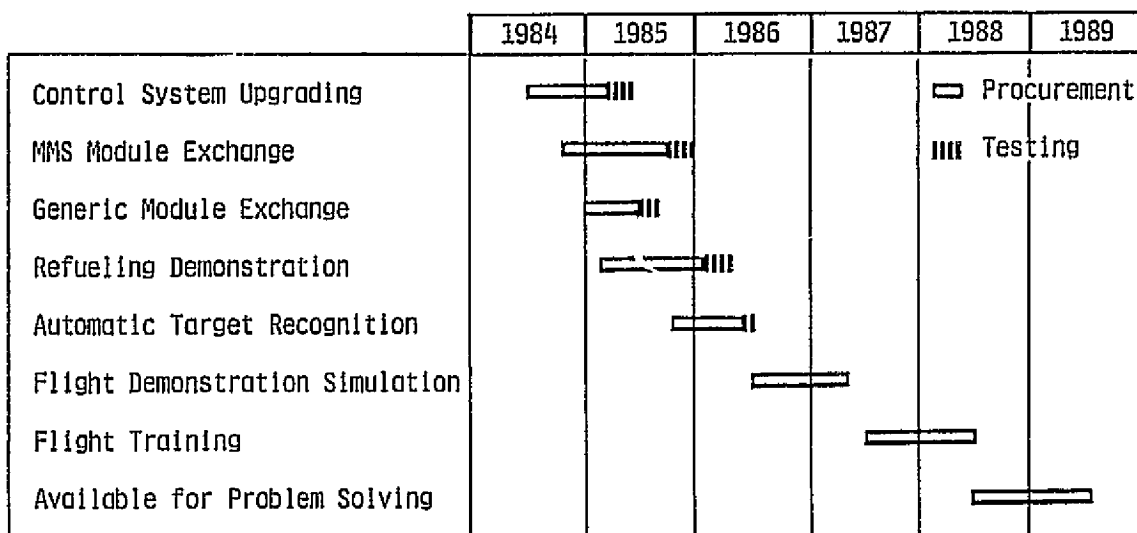 1984 1985 1986 1987 1988 1989
Control System Upgrading
Procurement
MMS Module Exchange
Testing
Generic Module Exchange
Refueling Demonstration
Automatic Target Recognition
Flight Demonstration Simulation
Flight Training
Available for Problem Solving